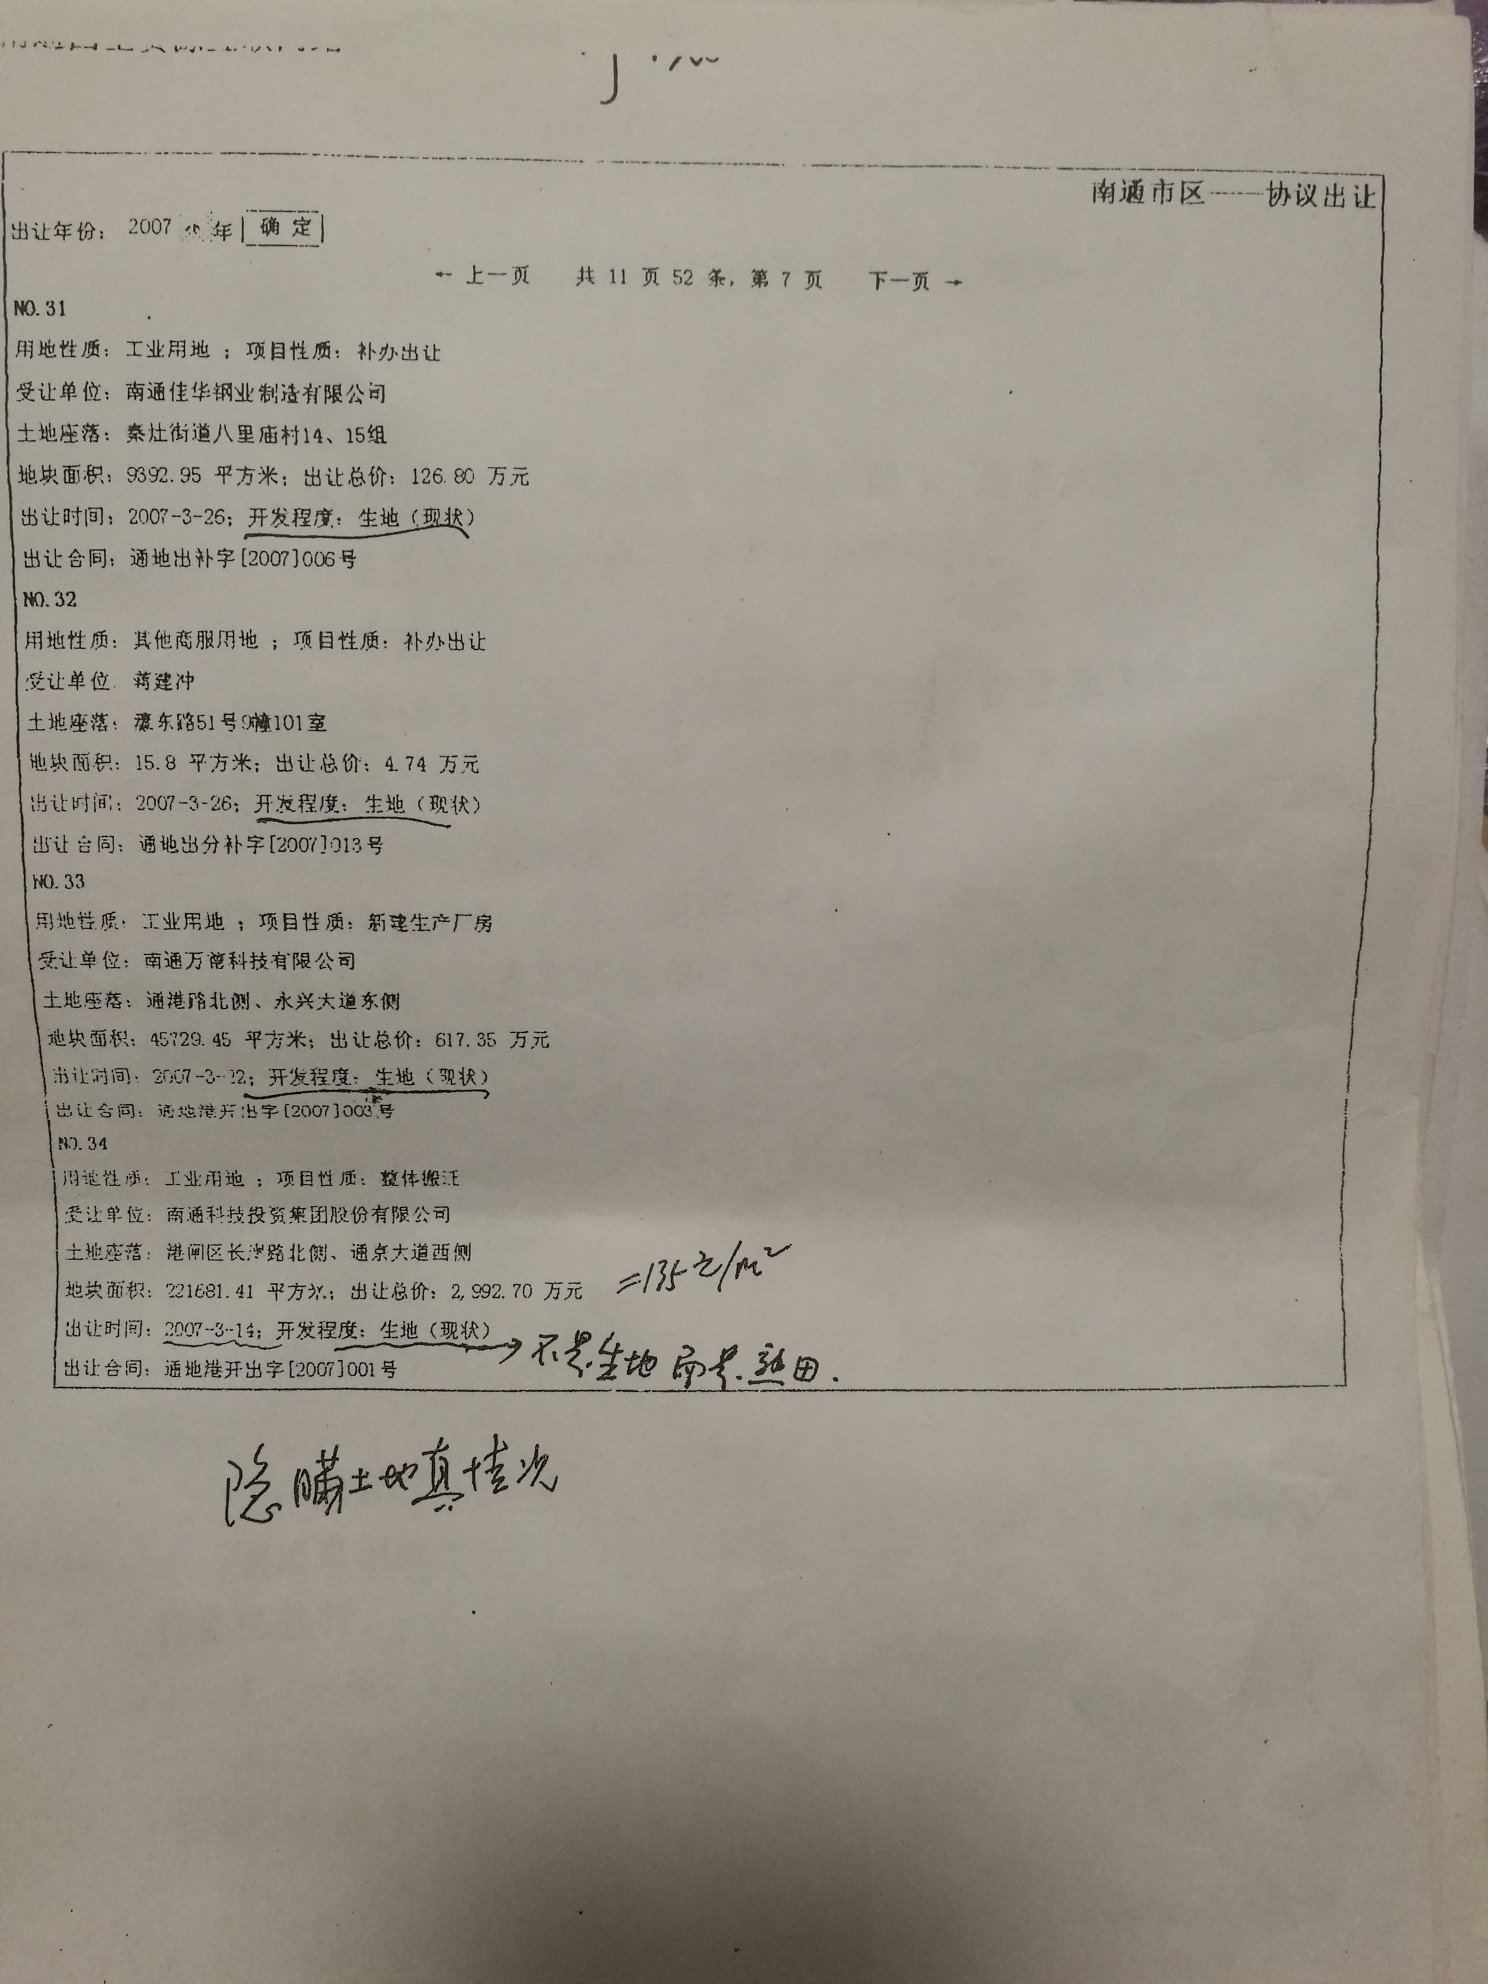 南通市区┄┄协议出让
出让年份： 2007 年 确 定
← 上一页 共 11 页 52 条，第 7 页 下一页 →
NO.31
用地性质：工业用地 ；项目性质：补办出让
受让单位：南通佳华钢业制造有限公司
土地座落：秦灶街道八里庙村14、15组
地块面积：9392.95 平方米；出让总价：126.80 万元
出让时间：2007-3-26；开发程度：生地（现状）
出让合同：通地出补字[2007]006号
NO.32
用地性质：其他商服用地 ；项目性质：补办出让
受让单位 蒋建冲
土地座落：瀛东路51号9幢101室
地块面积：15.8 平方米；出让总价：4.74 万元
出让时间：2007-3-26；开发程度：生地（现状）
出让合同：通地出分补字[2007]013号
NO.33
用地性质：工业用地 ；项目性质：新建生产厂房
受让单位：南通万蓓科技有限公司
土地座落：通港路北侧、永兴大道东侧
地块面积：45729.45 平方米；出让总价：617.35 万元
出让时间：2007-3-22；开发程度：生地（现状）
出让合同：通地港开出字[2007]003号
NO.34
用地性质：工业用地 ；项目性质：整体搬迁
受让单位：南通科技投资集团股份有限公司
土地座落：港闸区长泾路北侧、通京大道西侧
地块面积：221681.41 平方米；出让总价：2,992.70 万元 =135元/m²
出让时间：2007-3-14；开发程度：生地（现状）→不是生地而是熟田.
出让合同：通地港开出字[2007]001号
隐瞒土地真情况